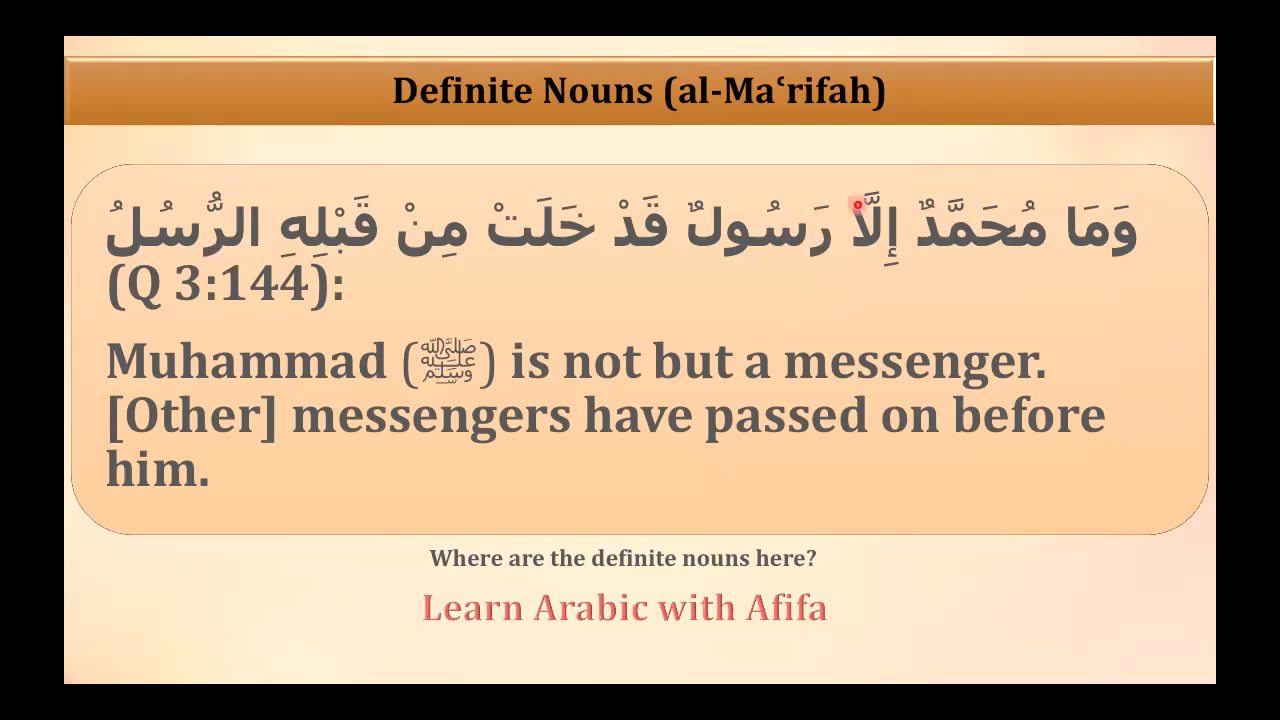 Definite Nouns (al-Maʿrifah)
وَمَا مُحَمَّدٌ إِلَّا رَسُولٌ قَدْ خَلَتْ مِنْ قَبْلِهِ الرُّسُلُ
(Q 3:144):
Muhammad (ﷺ) is not but a messenger.
[Other] messengers have passed on before
him.
Where are the definite nouns here?
Learn Arabic with Afifa